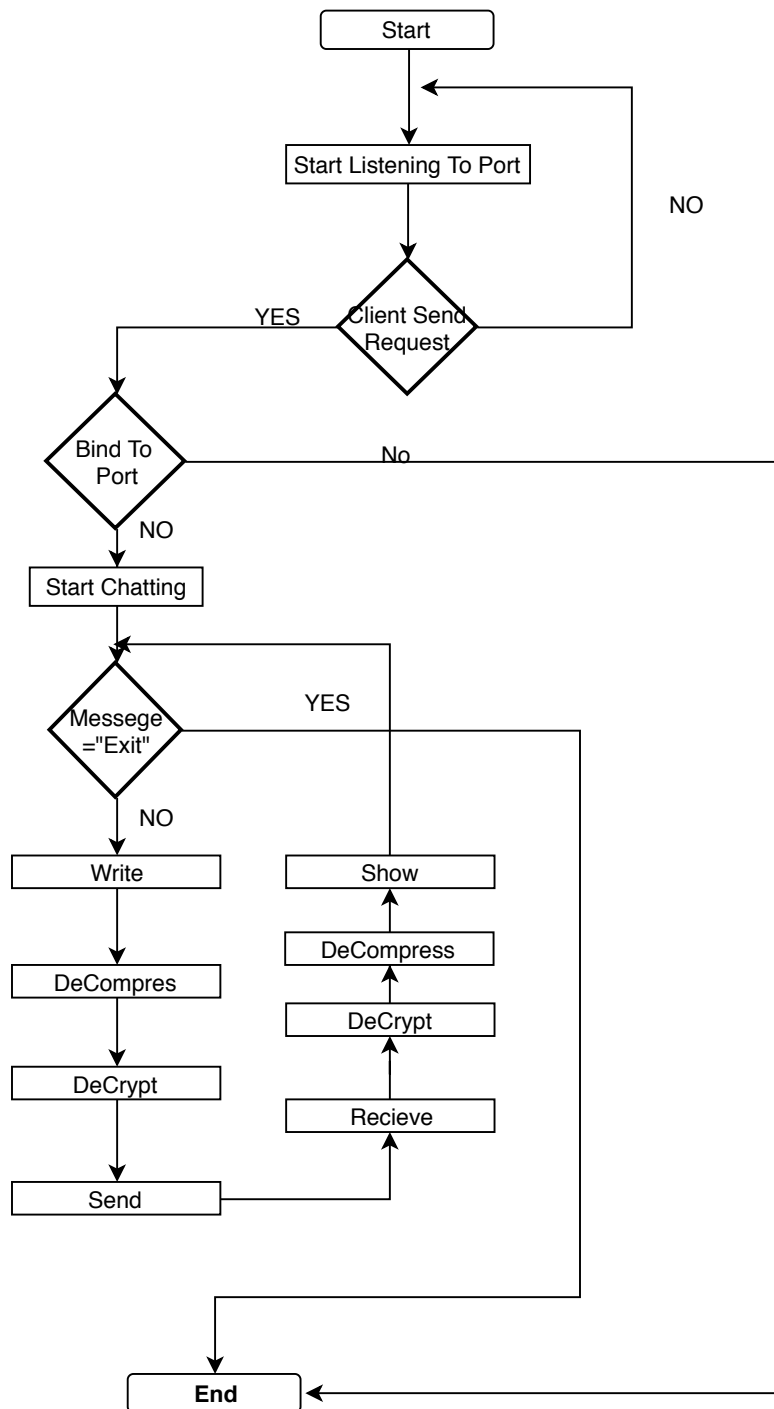 Start
Start Listening To Port
NO
YES
Client Send
Request
Bind To
Port
No
NO
Start Chatting
YES
Messege
="Exit"
NO
Write
Show
DeCompress
DeCompres
DeCrypt
DeCrypt
Recieve
Send
End